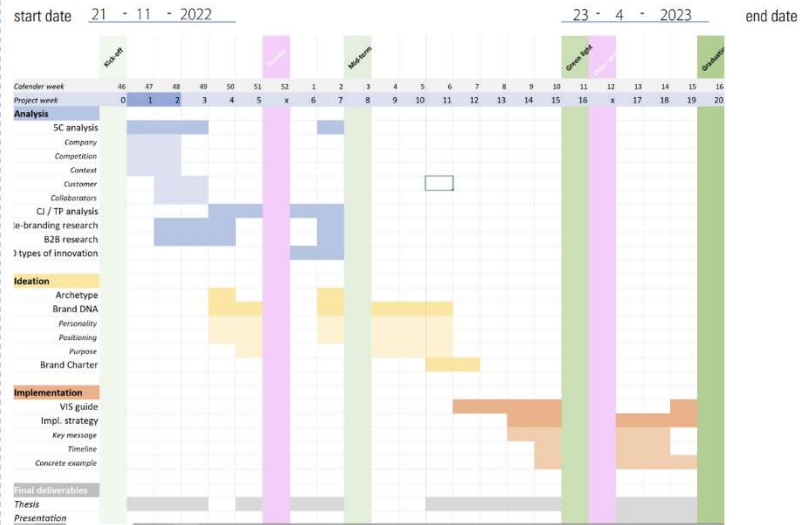 start date 21 - 11 - 2022 23 - 4 - 2023 end date
Kick-off Mid-term Green light
Calender week 46 47 48 49 50 51 52 1 2 3 4 5 6 7 8 9 10 11 12 13 14 15 16
Project week 0 1 2 3 4 5 x 6 7 8 9 10 11 12 13 14 15 16 x 17 18 19 20
Analysis
5C analysis
Company
Competition
Context
Customer
Collaborators
CJ / TP analysis
e-branding research
B2B research
types of innovation
Ideation
Archetype
Brand DNA
Personality
Positioning
Purpose
Brand Charter
Implementation
VIS guide
Impl. strategy
Key message
Timeline
Concrete example
Final deliverables
Thesis
Presentation